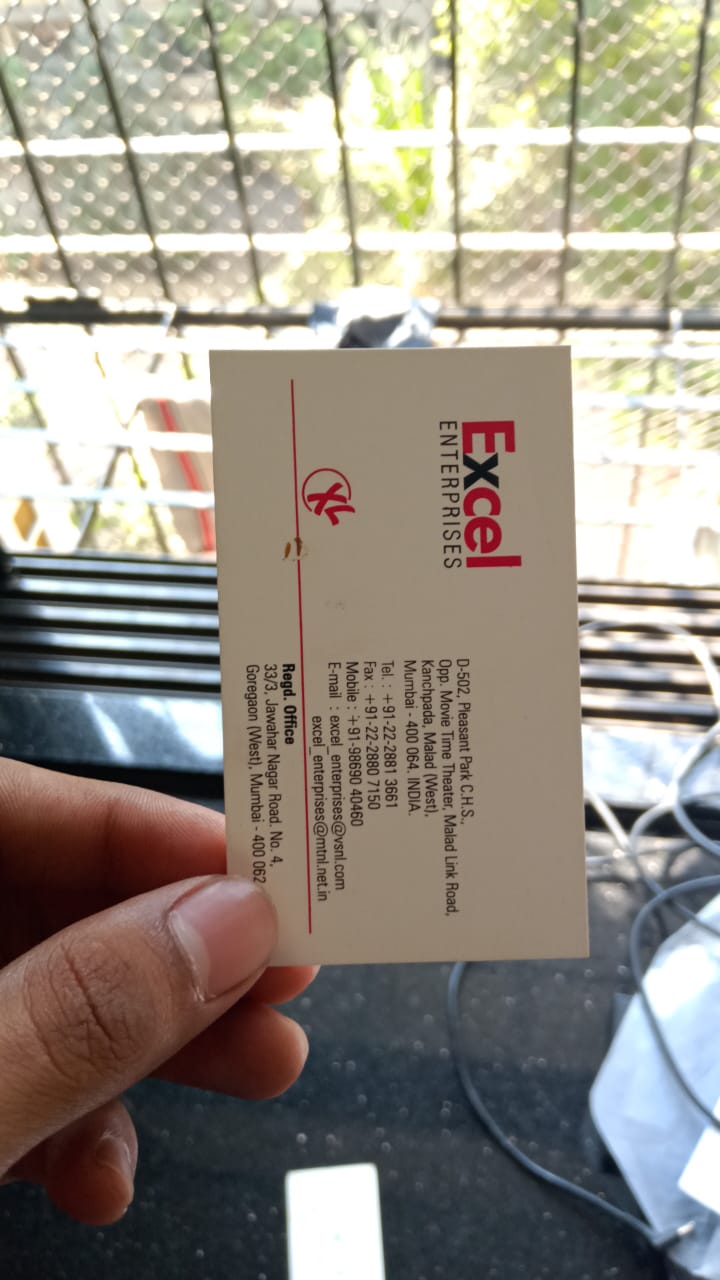 Excel
ENTERPRISES
XL
D-502, Pleasant Park C.H.S.,
Opp. Movie Time Theater, Malad Link Road,
Kanchpada, Malad (West),
Mumbai - 400 064. INDIA.
Tel. : +91-22-2881 3661
Fax : +91-22-2880 7150
Mobile : +91-98690 40460
E-mail : excel_enterprises@vsnl.com
excel_enterprises@mtnl.net.in
Regd. Office
33/3, Jawahar Nagar Road. No. 4,
Goregaon (West), Mumbai - 400 062